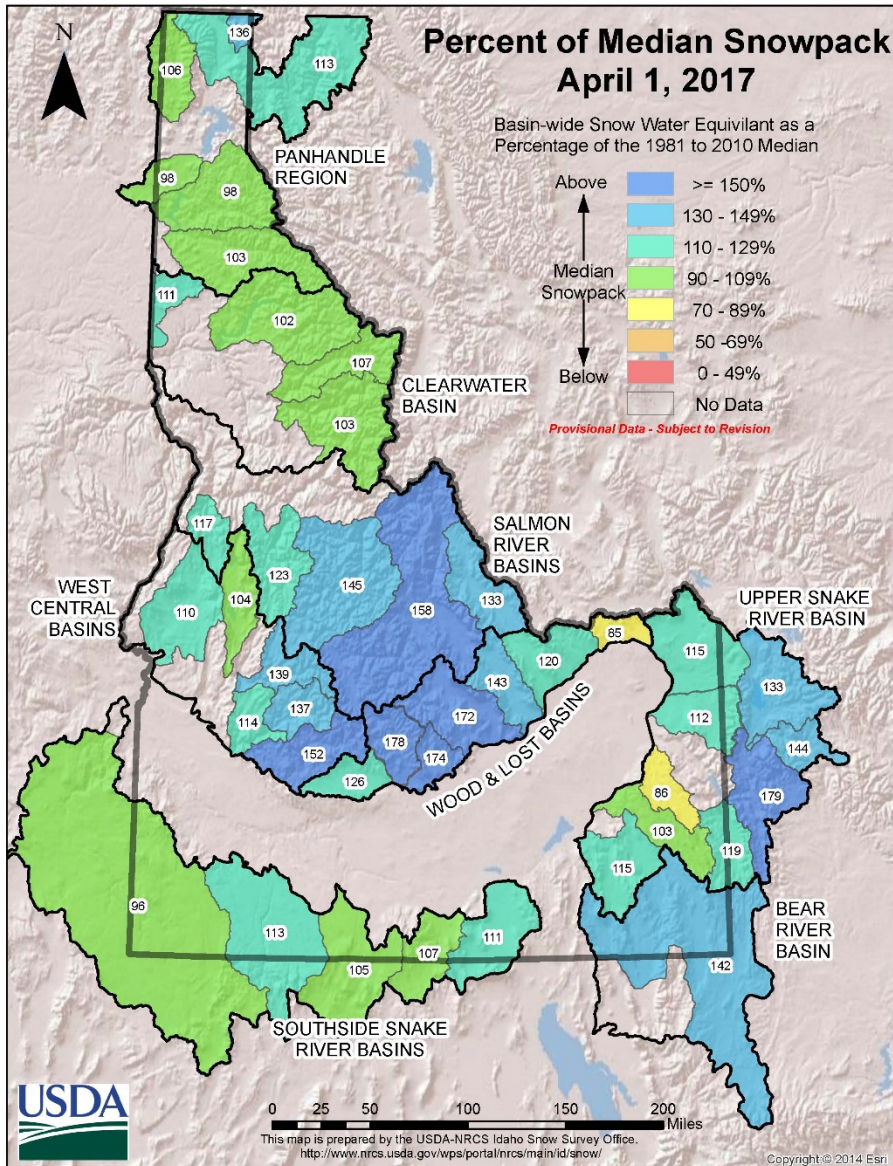 Percent of Median Snowpack
April 1, 2017
Basin-wide Snow Water Equivilant as a
Percentage of the 1981 to 2010 Median
Above
Median
Snowpack
Below
>= 150%
130 - 149%
110 - 129%
90 - 109%
70 - 89%
50 -69%
0 - 49%
No Data
Provisional Data - Subject to Revision
N
136
106
113
PANHANDLE
REGION
98
98
103
111
102
107
CLEARWATER
BASIN
103
SALMON
RIVER
BASINS
117
123
145
WEST
CENTRAL
BASINS
110
104
158
133
UPPER SNAKE
RIVER BASIN
85
115
120
139
143
133
137
114
172
112
144
152
178
174
WOOD & LOST BASINS
126
86
179
103
115
119
BEAR
RIVER
BASIN
96
113
111
107
105
142
SOUTHSIDE SNAKE
RIVER BASINS
USDA
0 25 50 100 150 200
Miles
This map is prepared by the USDA-NRCS Idaho Snow Survey Office.
http://www.nrcs.usda.gov/wps/portal/nrcs/main/id/snow/
Copyright:© 2014 Esri